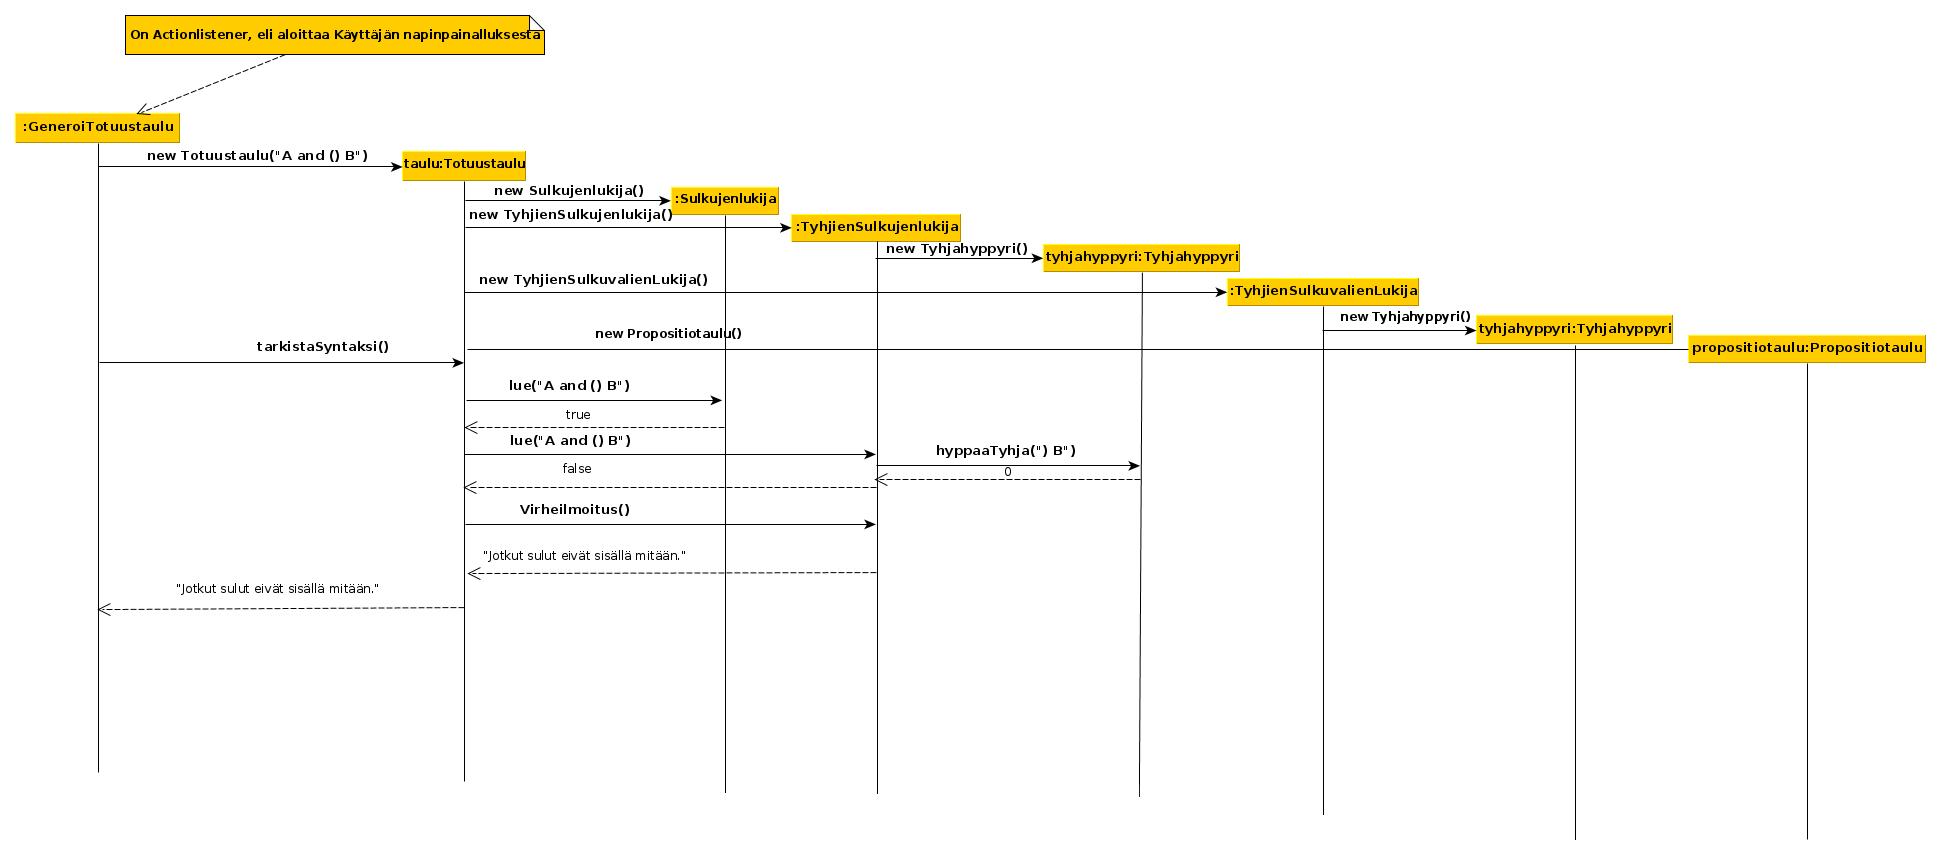 On Actionlistener, eli aloittaa Käyttäjän napinpainalluksesta
:GeneroiTotuustaulu
new Totuustaulu("A and () B")
taulu:Totuustaulu
new Sulkujenlukija()
:Sulkujenlukija
new TyhjienSulkujenlukija()
:TyhjienSulkujenlukija
new Tyhjahyppyri()
tyhjahyppyri:Tyhjahyppyri
new TyhjienSulkuvalienLukija()
:TyhjienSulkuvalienLukija
new Tyhjahyppyri()
tyhjahyppyri:Tyhjahyppyri
new Propositiotaulu()
propositiotaulu:Propositiotaulu
tarkistaSyntaksi()
lue("A and () B")
true
lue("A and () B")
hyppaaTyhja(") B")
false
0
Virheilmoitus()
"Jotkut sulut eivät sisällä mitään."
"Jotkut sulut eivät sisällä mitään."